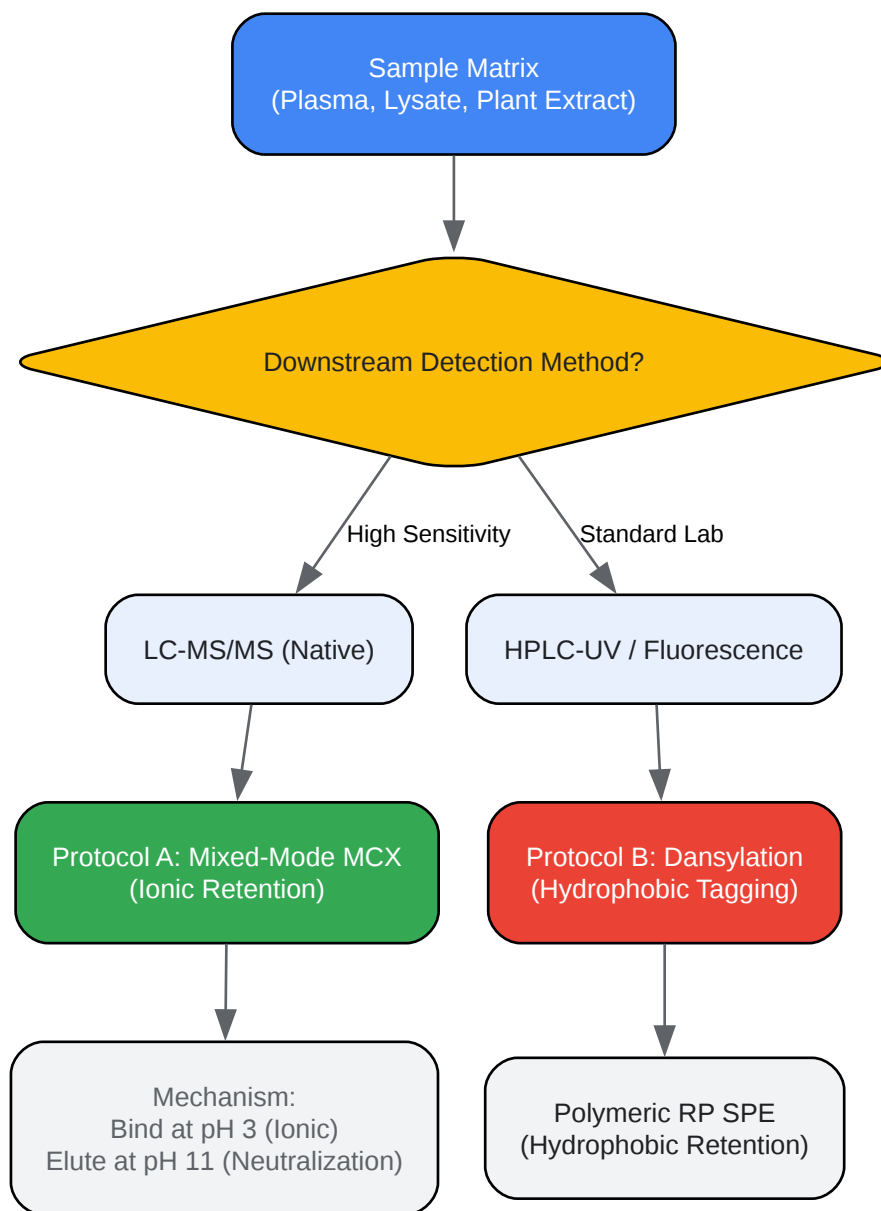 Sample Matrix
(Plasma, Lysate, Plant Extract)
Downstream Detection Method?
High Sensitivity
Standard Lab
LC-MS/MS (Native)
HPLC-UV / Fluorescence
Protocol A: Mixed-Mode MCX
(Ionic Retention)
Protocol B: Dansylation
(Hydrophobic Tagging)
Mechanism:
Bind at pH 3 (Ionic)
Elute at pH 11 (Neutralization)
Polymeric RP SPE
(Hydrophobic Retention)